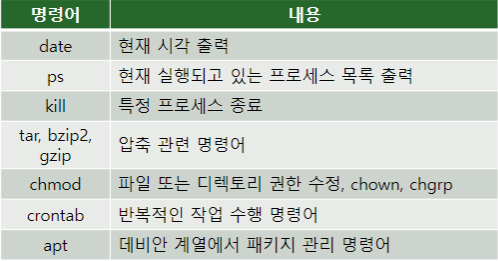 명령어 내용
date 현재 시각 출력
ps 현재 실행되고 있는 프로세스 목록 출력
kill 특정 프로세스 종료
tar, bzip2,
gzip 압축 관련 명령어
chmod 파일 또는 디렉토리 권한 수정, chown, chgrp
crontab 반복적인 작업 수행 명령어
apt 데비안 계열에서 패키지 관리 명령어